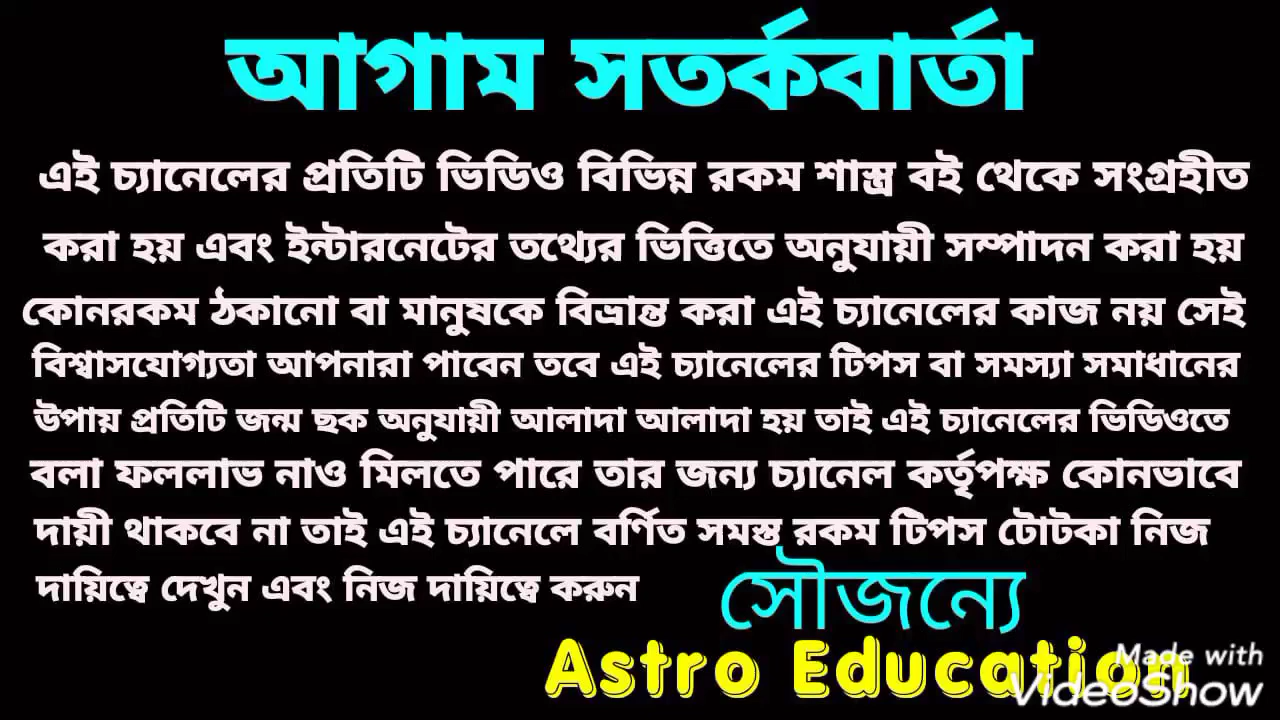 আগাম সতর্কবার্তা
এই চ্যানেলের প্রতিটি ভিডিও বিভিন্ন রকম শাস্ত্র বই থেকে সংগ্রহীত
করা হয় এবং ইন্টারনেটের তথ্যের ভিত্তিতে অনুযায়ী সম্পাদন করা হয়
কোনরকম ঠকানো বা মানুষকে বিভ্রান্ত করা এই চ্যানেলের কাজ নয় সেই
বিশ্বাসযোগ্যতা আপনারা পাবেন তবে এই চ্যানেলের টিপস বা সমস্যা সমাধানের
উপায় প্রতিটি জন্ম ছক অনুযায়ী আলাদা আলাদা হয় তাই এই চ্যানেলের ভিডিওতে
বলা ফললাভ নাও মিলতে পারে তার জন্য চ্যানেল কর্তৃপক্ষ কোনভাবে
দায়ী থাকবে না তাই এই চ্যানেলে বর্ণিত সমস্ত রকম টিপস টোটকা নিজ
দায়িত্বে দেখুন এবং নিজ দায়িত্বে করুন
সৌজন্যে
Astro Education
Made with
VideoShow